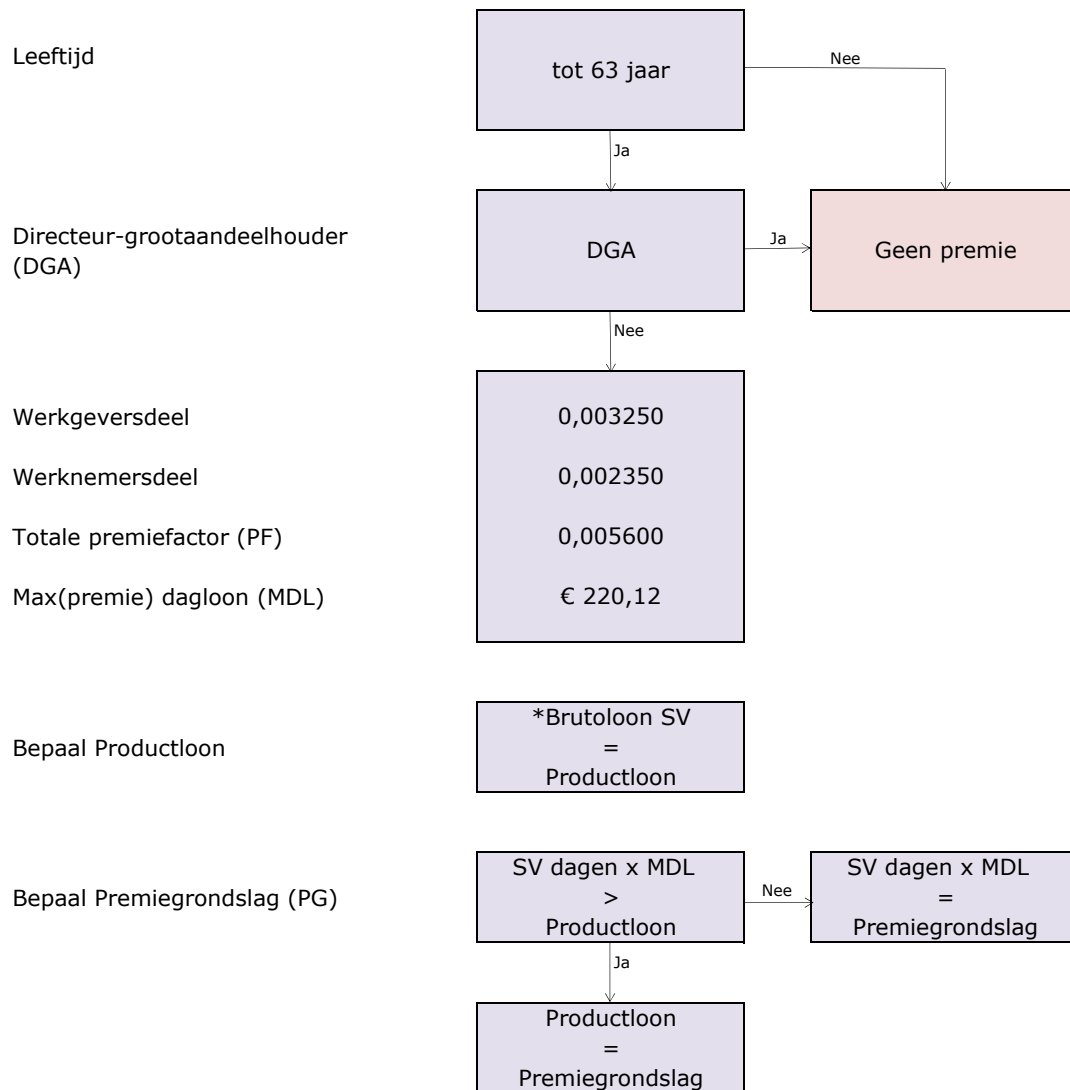 Leeftijd
tot 63 jaar
Nee
Ja
Directeur-grootaandeelhouder
(DGA)
DGA
Ja
Geen premie
Nee
Werkgeversdeel
0,003250
Werknemersdeel
0,002350
Totale premiefactor (PF)
0,005600
Max(premie) dagloon (MDL)
€ 220,12
Bepaal Productloon
*Brutoloon SV
=
Productloon
Bepaal Premiegrondslag (PG)
SV dagen x MDL
>
Productloon
Nee
SV dagen x MDL
=
Premiegrondslag
Ja
Productloon
=
Premiegrondslag